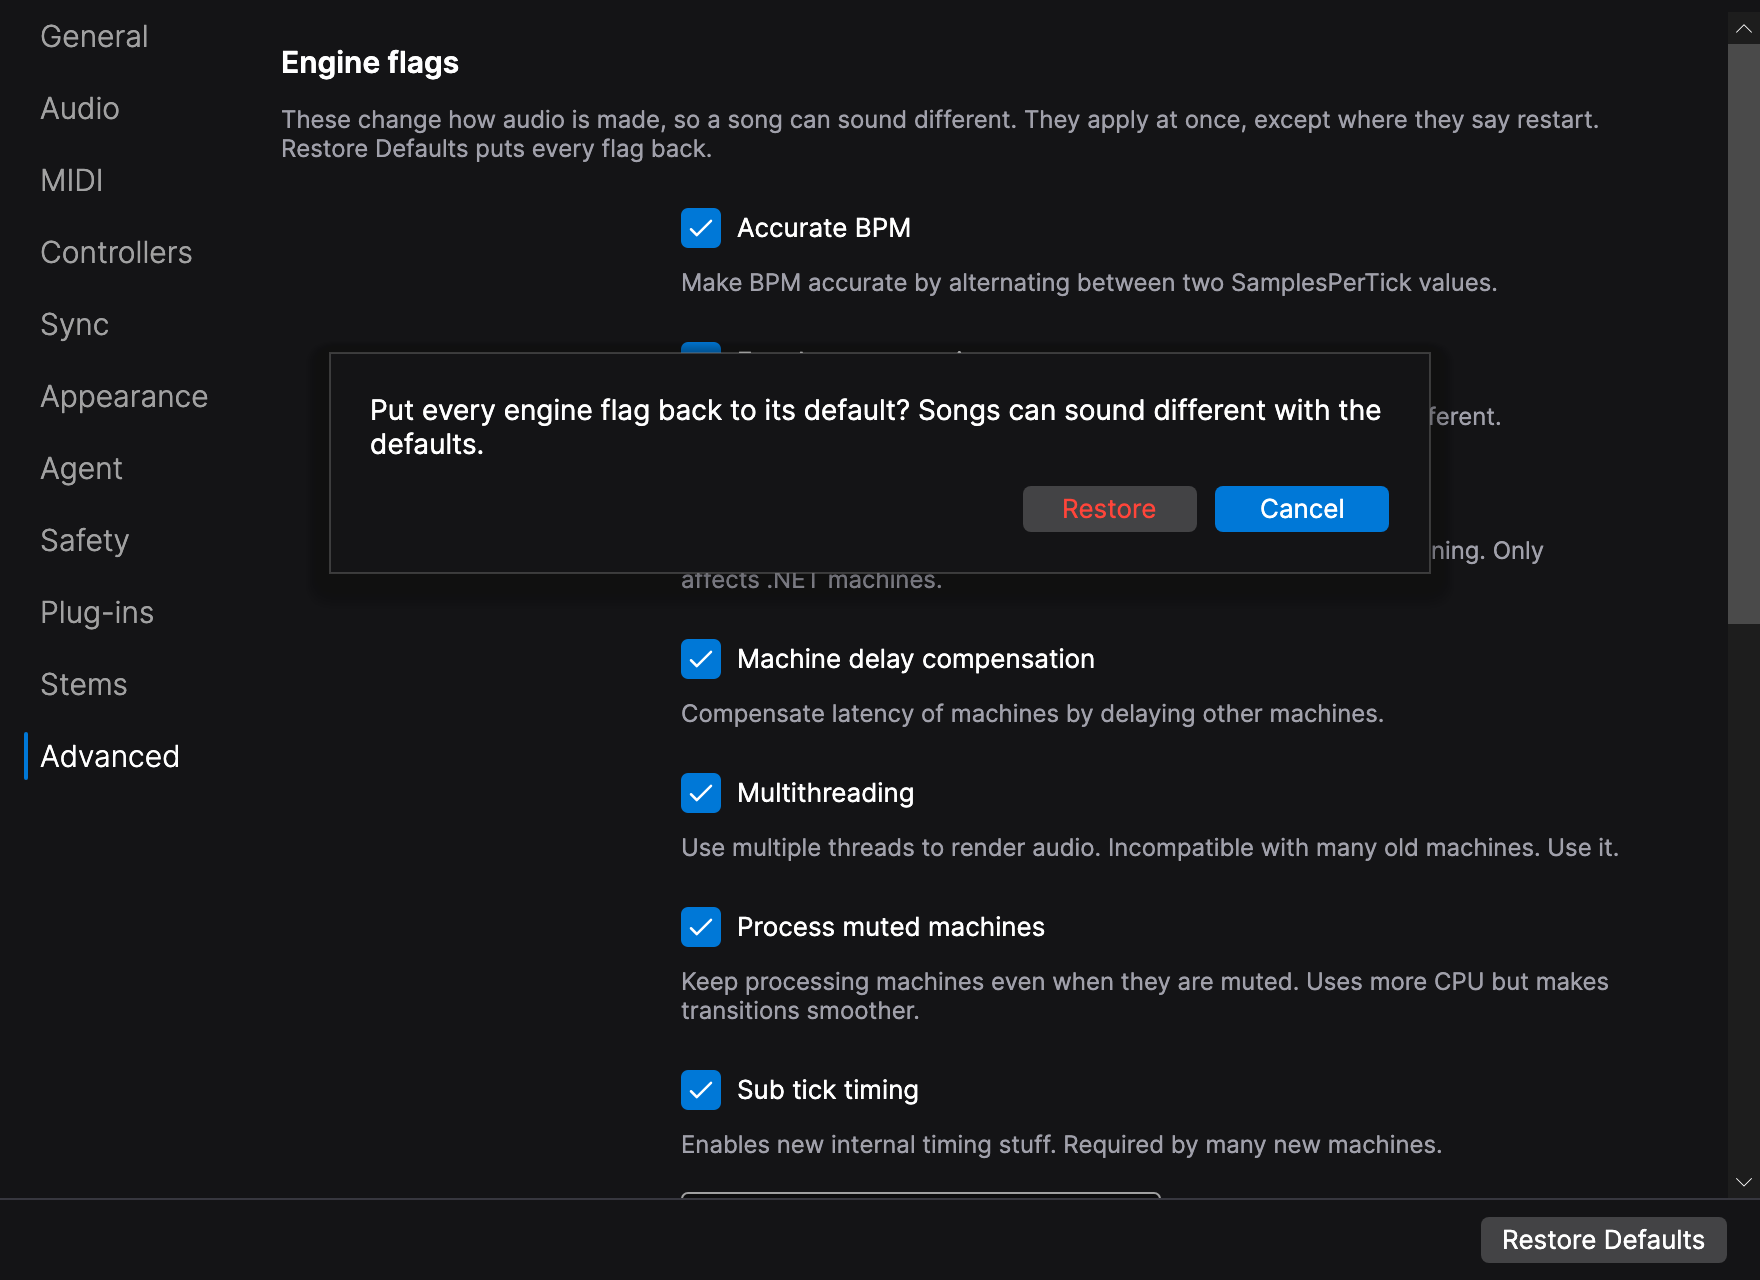 General
Audio
MIDI
Controllers
Sync
Appearance
Agent
Safety
Plug-ins
Stems
Advanced
Engine flags
These change how audio is made, so a song can sound different. They apply at once, except where they say restart.
Restore Defaults puts every flag back.
Accurate BPM
Make BPM accurate by alternating between two SamplesPerTick values.
Put every engine flag back to its default? Songs can sound different with the
defaults.
Restore
Cancel
ferent.
ning. Only
affects .NET machines.
Machine delay compensation
Compensate latency of machines by delaying other machines.
Multithreading
Use multiple threads to render audio. Incompatible with many old machines. Use it.
Process muted machines
Keep processing machines even when they are muted. Uses more CPU but makes
transitions smoother.
Sub tick timing
Enables new internal timing stuff. Required by many new machines.
Restore Defaults